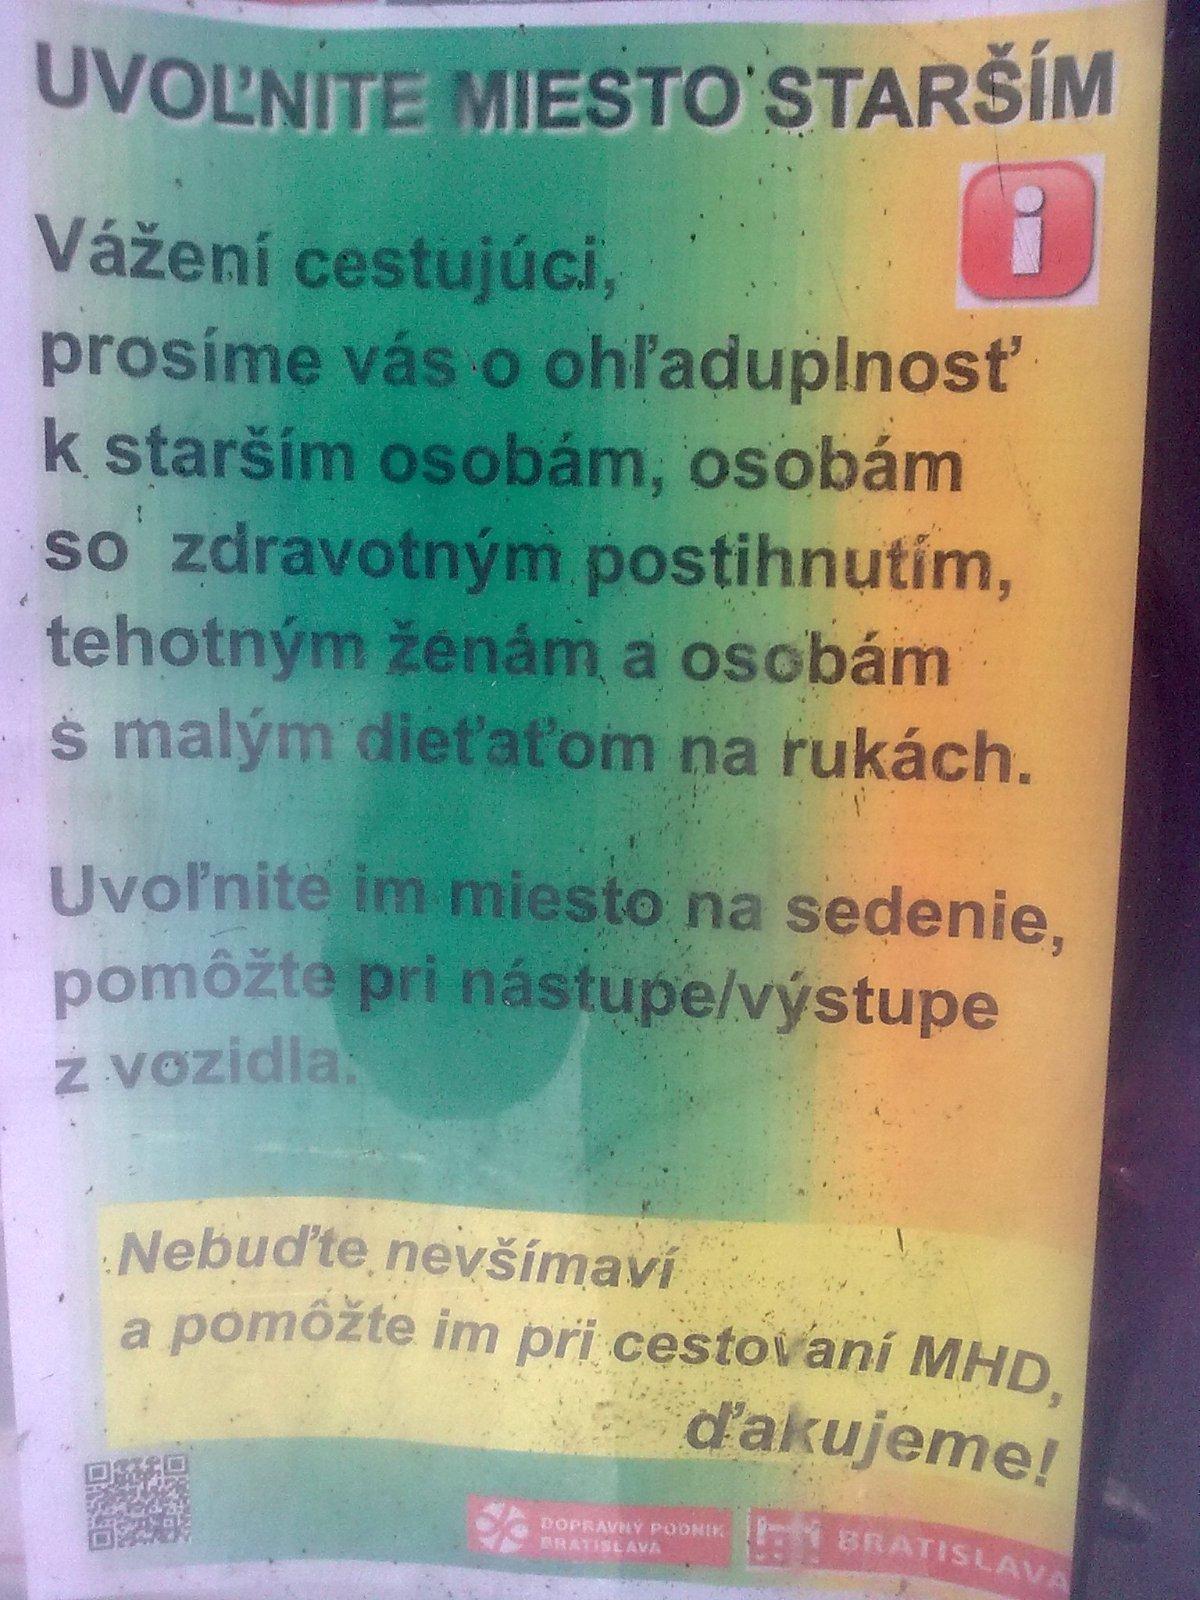 UVOĽNITE MIESTO STARŠÍM
i
Vážení cestujúci,
prosíme vás o ohľaduplnosť
k starším osobám, osobám
so zdravotným postihnutím,
tehotným ženám a osobám
s malým dieťaťom na rukách.
Uvoľnite im miesto na sedenie,
pomôžte pri nástupe/výstupe
z vozidla.
Nebuďte nevšímaví
a pomôžte im pri cestovaní MHD,
ďakujeme!
DOPRAVNÝ PODNIK
BRATISLAVA
BRATISLAVA